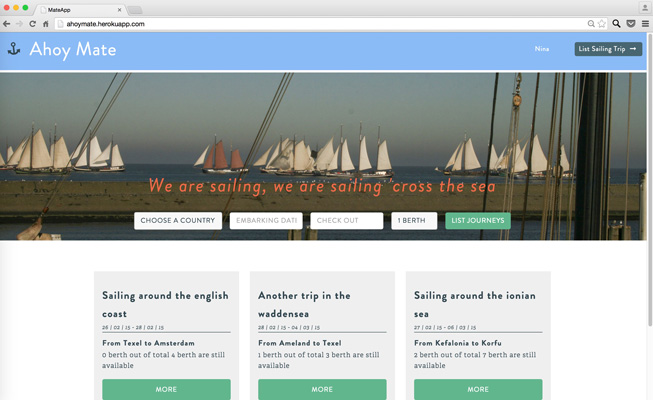 MateApp
ahoymate.herokuapp.com
Ahoy Mate
Nina
List Sailing Trip
We are sailing, we are sailing 'cross the sea
CHOOSE A COUNTRY
EMBARKING DATI
CHECK OUT
1 BERTH
LIST JOURNEYS
Sailing around the english
coast
26 / 02 / 15 - 28 / 02 / 15
From Texel to Amsterdam
0 berth out of total 4 berth are still
available
MORE
Another trip in the
waddensea
28 / 02 / 15 - 04 / 03 / 15
From Ameland to Texel
1 berth out of total 3 berth are still
available
MORE
Sailing around the ionian
sea
27 / 02 / 15 - 06 / 03 / 15
From Kefalonia to Korfu
2 berth out of total 7 berth are still
available
MORE